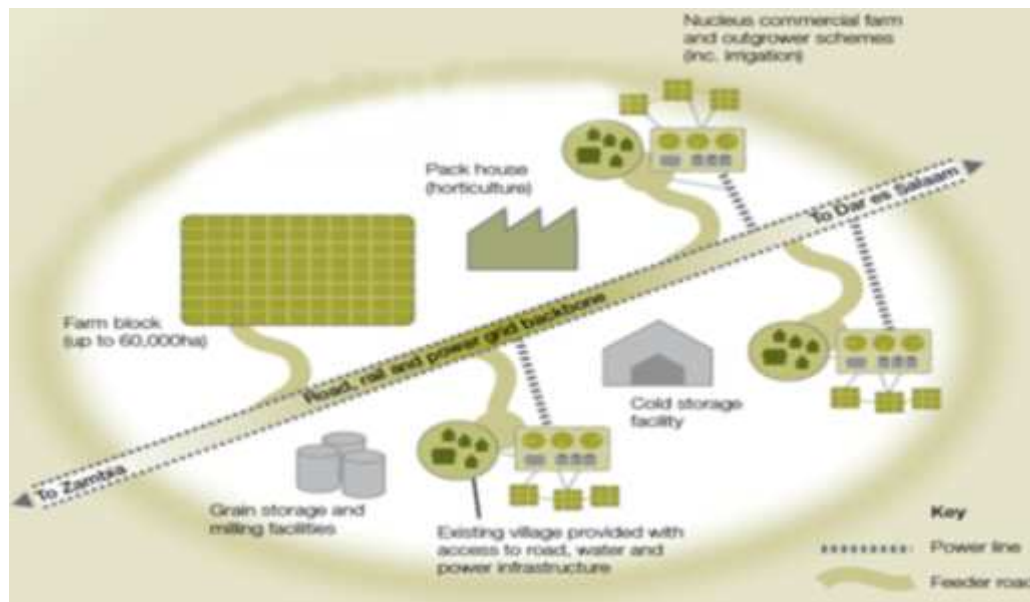 Nucleus commercial farm
and outgrower schemes
(inc. irrigation)
Pack house
(horticulture)
To Dar es Salaam
Farm block
(up to 60,000ha)
Road, rail and power grid backbone
Cold storage
facility
To Zambia
Grain storage and
milling facilities
Existing village provided with
access to road, water and
power infrastructure
Key
Power line
Feeder road